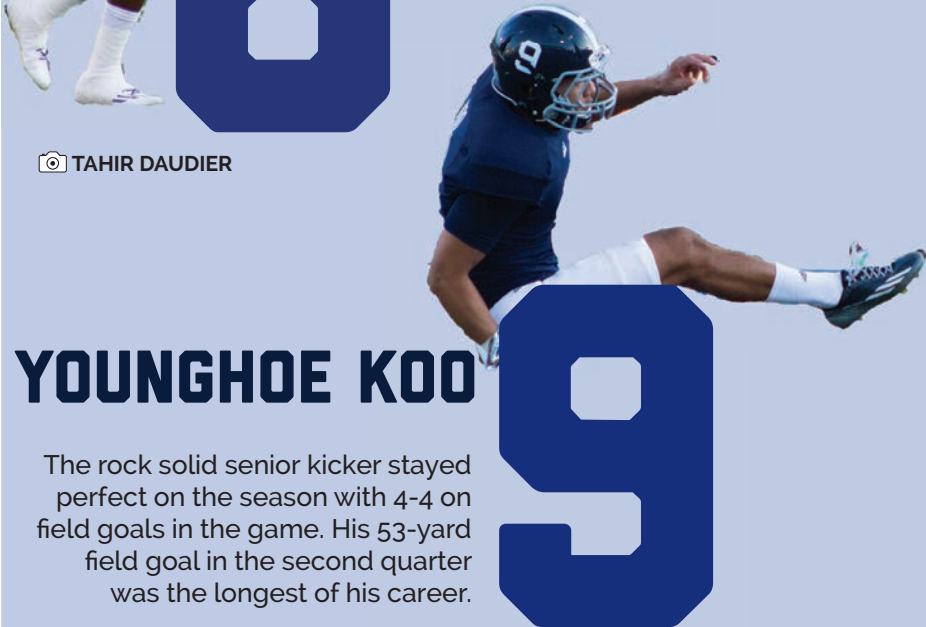 TAHIR DAUDIER
9
YOUNGHOE KOO
9
The rock solid senior kicker stayed
perfect on the season with 4-4 on
field goals in the game. His 53-yard
field goal in the second quarter
was the longest of his career.